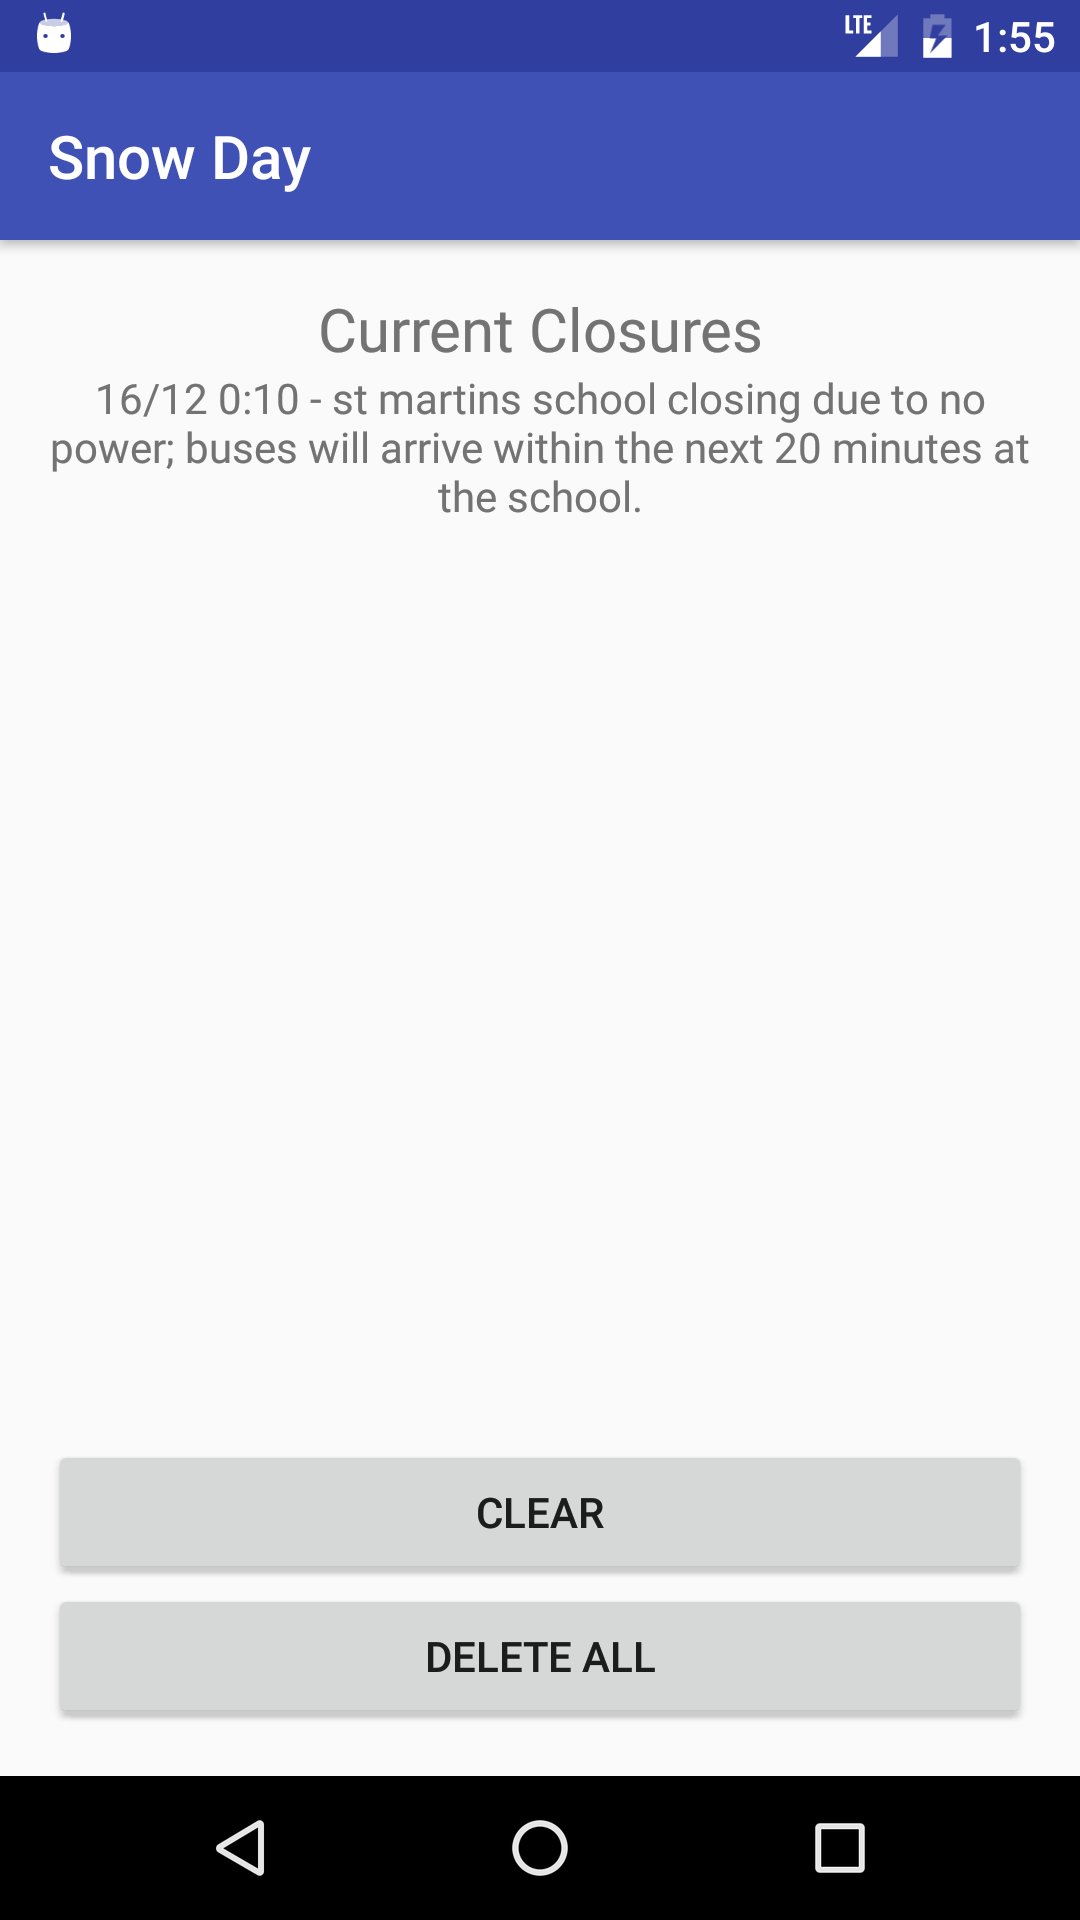 LTE 1:55
Snow Day
Current Closures
16/12 0:10 - st martins school closing due to no
power; buses will arrive within the next 20 minutes at
the school.
CLEAR
DELETE ALL